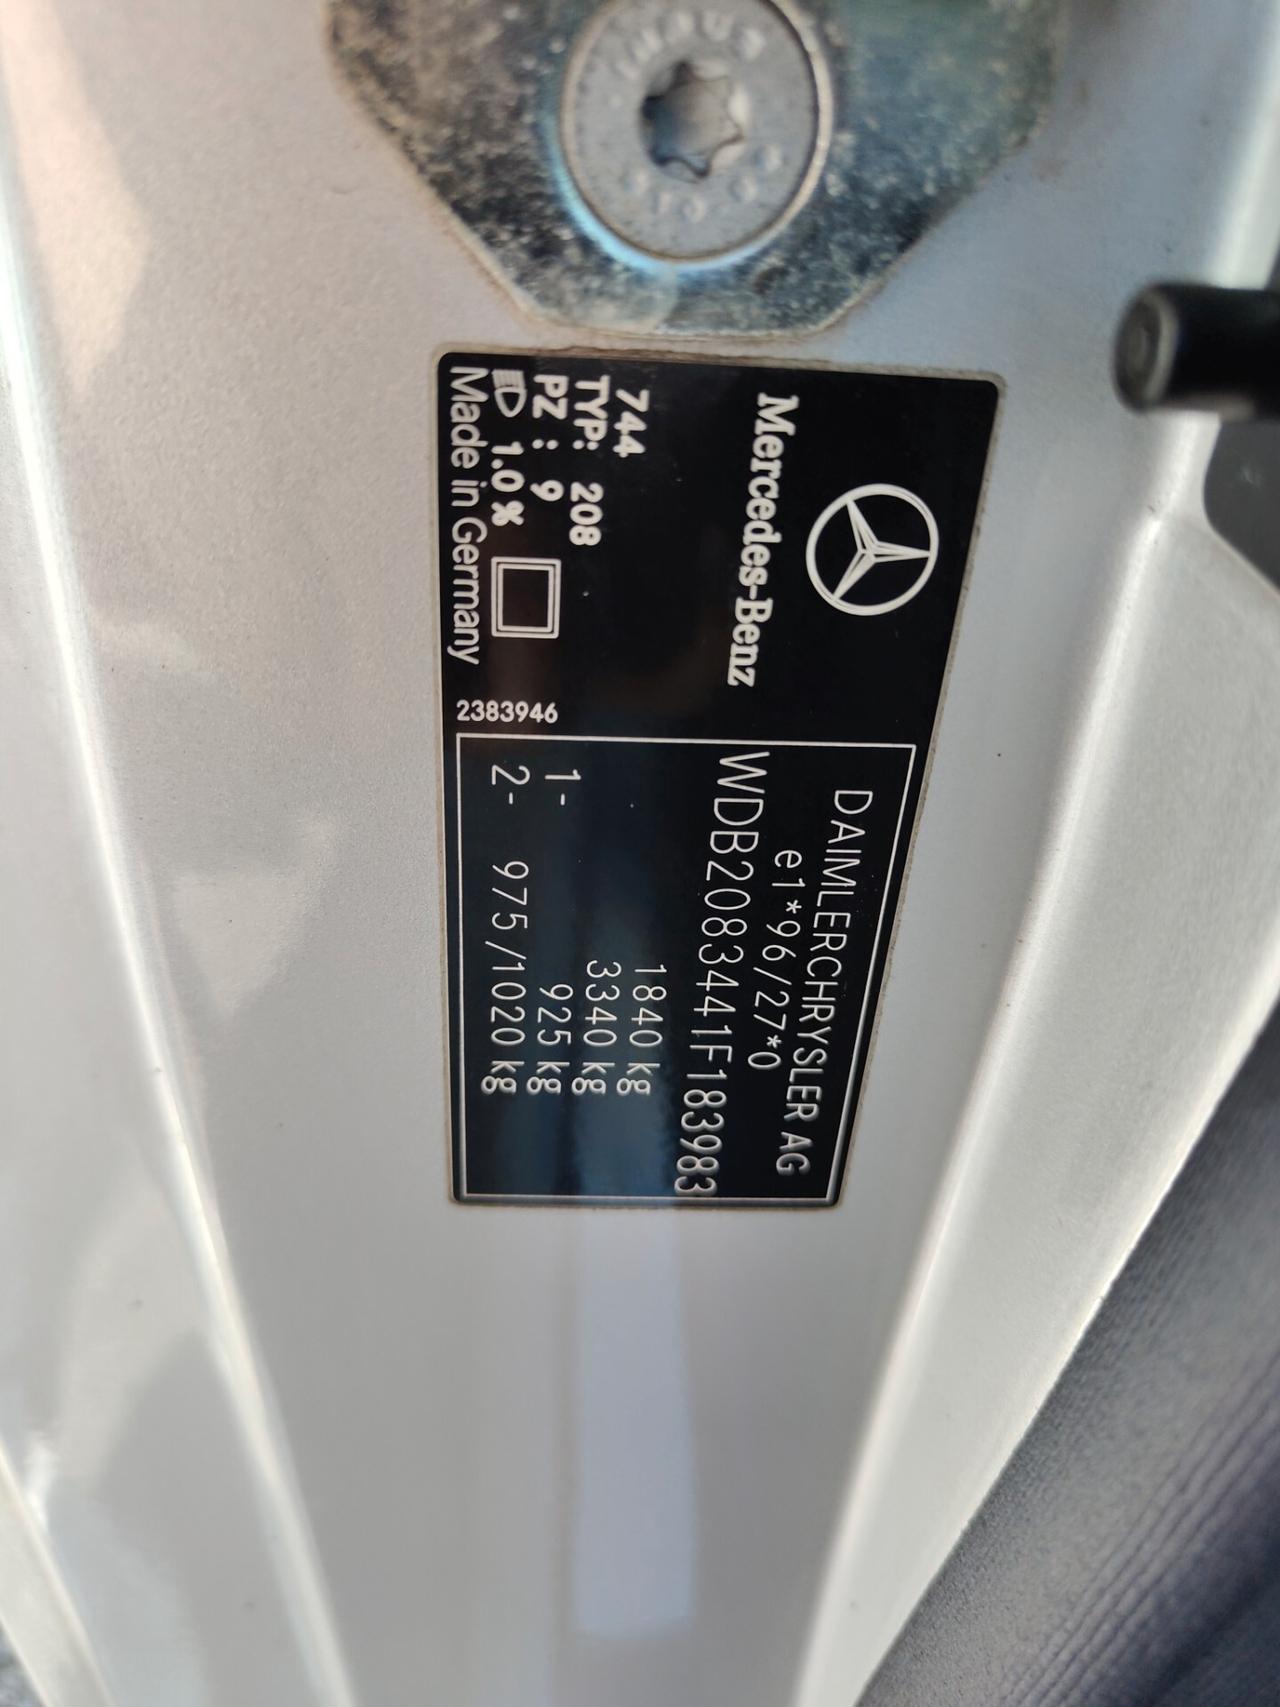 Mercedes-Benz
744
TYP: 208
PZ : 9
1.0 %
Made in Germany
2383946
DAIMLERCHRYSLER AG
e1*96/27*0
WDB2083441F183983
1840 kg
3340 kg
1- 925 kg
2- 975/1020 kg